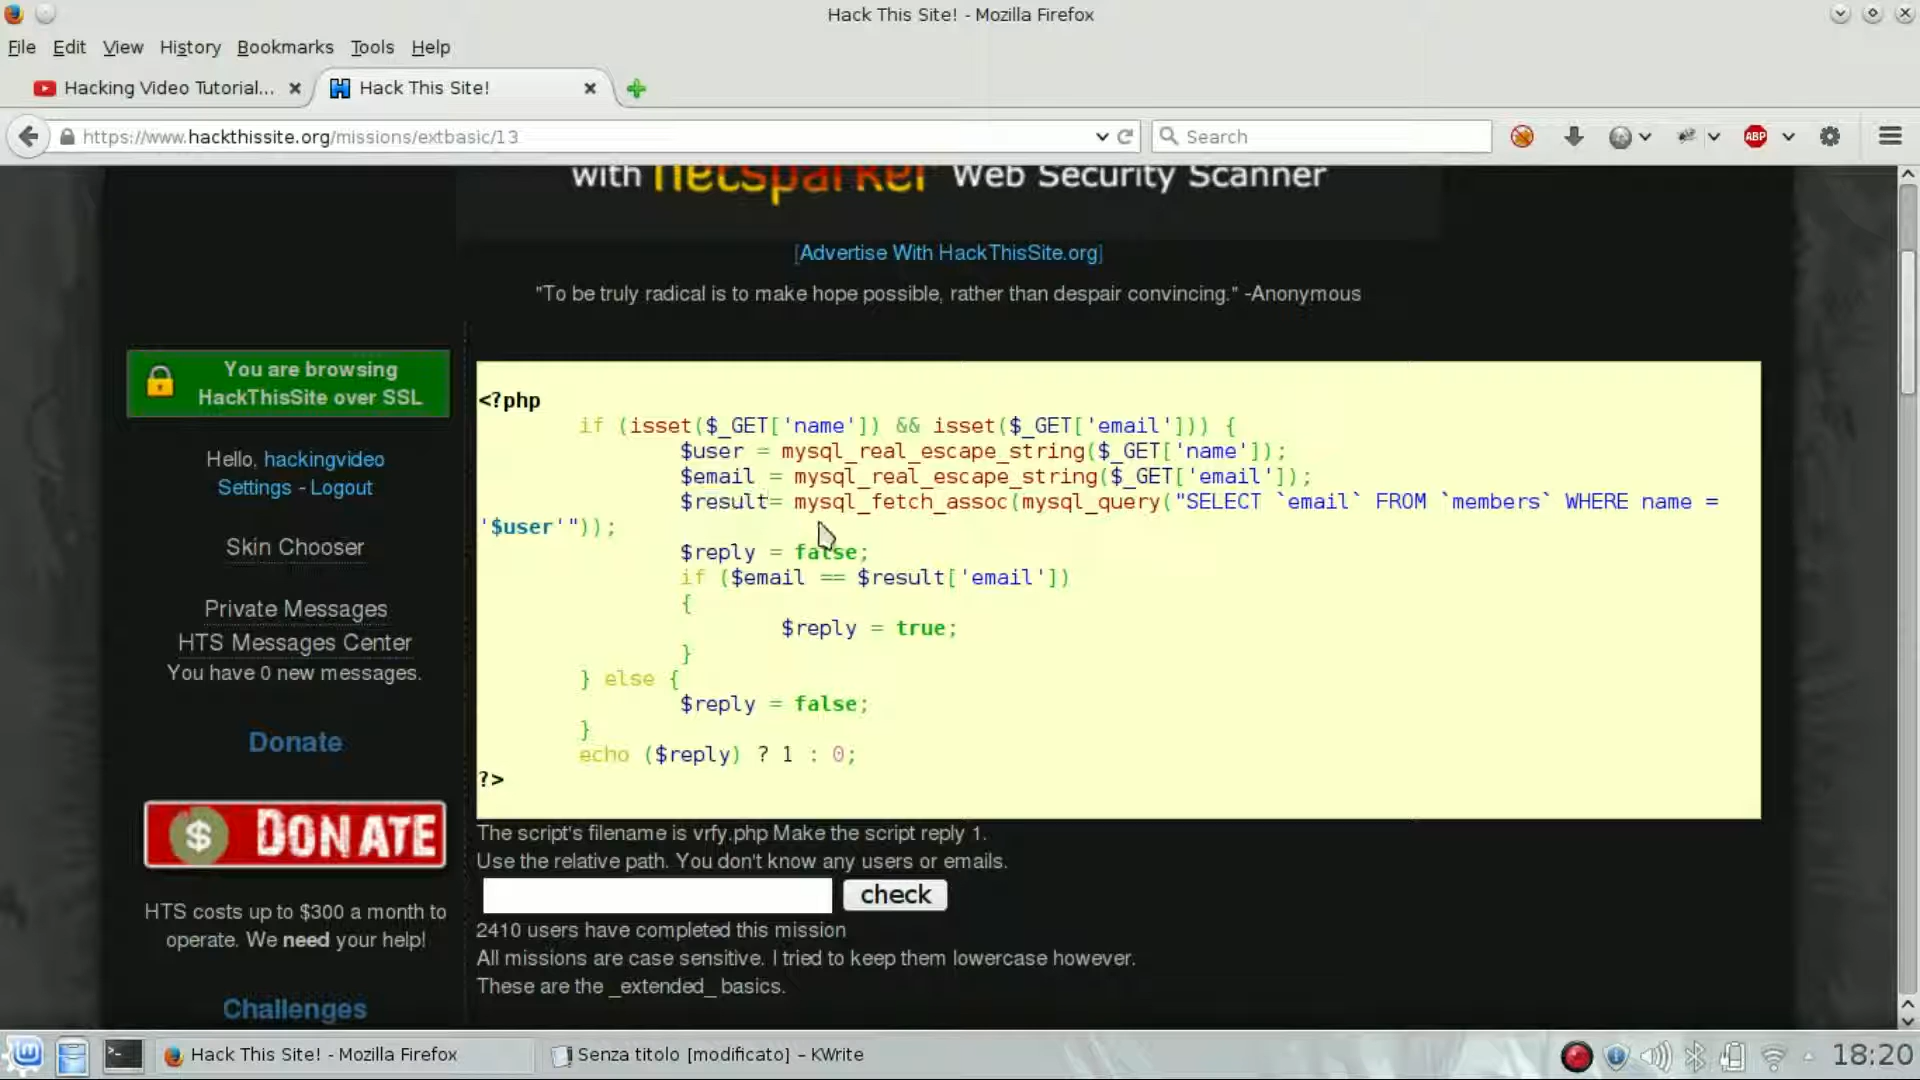 Hack This Site! - Mozilla Firefox
File Edit View History Bookmarks Tools Help
Hacking Video Tutorial... Hack This Site!
https://www.hackthissite.org/missions/extbasic/13 Search ABP
with netsparker Web Security Scanner
[Advertise With HackThisSite.org]
"To be truly radical is to make hope possible, rather than despair convincing." -Anonymous
You are browsing
HackThisSite over SSL
Hello, hackingvideo
Settings - Logout
Skin Chooser
Private Messages
HTS Messages Center
You have 0 new messages.
Donate
$ DONATE
HTS costs up to $300 a month to
operate. We need your help!
Challenges
<?php
if (isset($_GET['name']) && isset($_GET['email'])) {
$user = mysql_real_escape_string($_GET['name']);
$email = mysql_real_escape_string($_GET['email']);
$result= mysql_fetch_assoc(mysql_query("SELECT `email` FROM `members` WHERE name =
'$user'"));
$reply = false;
if ($email == $result['email'])
{
$reply = true;
}
} else {
$reply = false;
}
echo ($reply) ? 1 : 0;
?>
The script's filename is vrfy.php Make the script reply 1.
Use the relative path. You don't know any users or emails.
check
2410 users have completed this mission
All missions are case sensitive. I tried to keep them lowercase however.
These are the _extended_ basics.
Hack This Site! - Mozilla Firefox Senza titolo [modificato] – KWrite 18:20